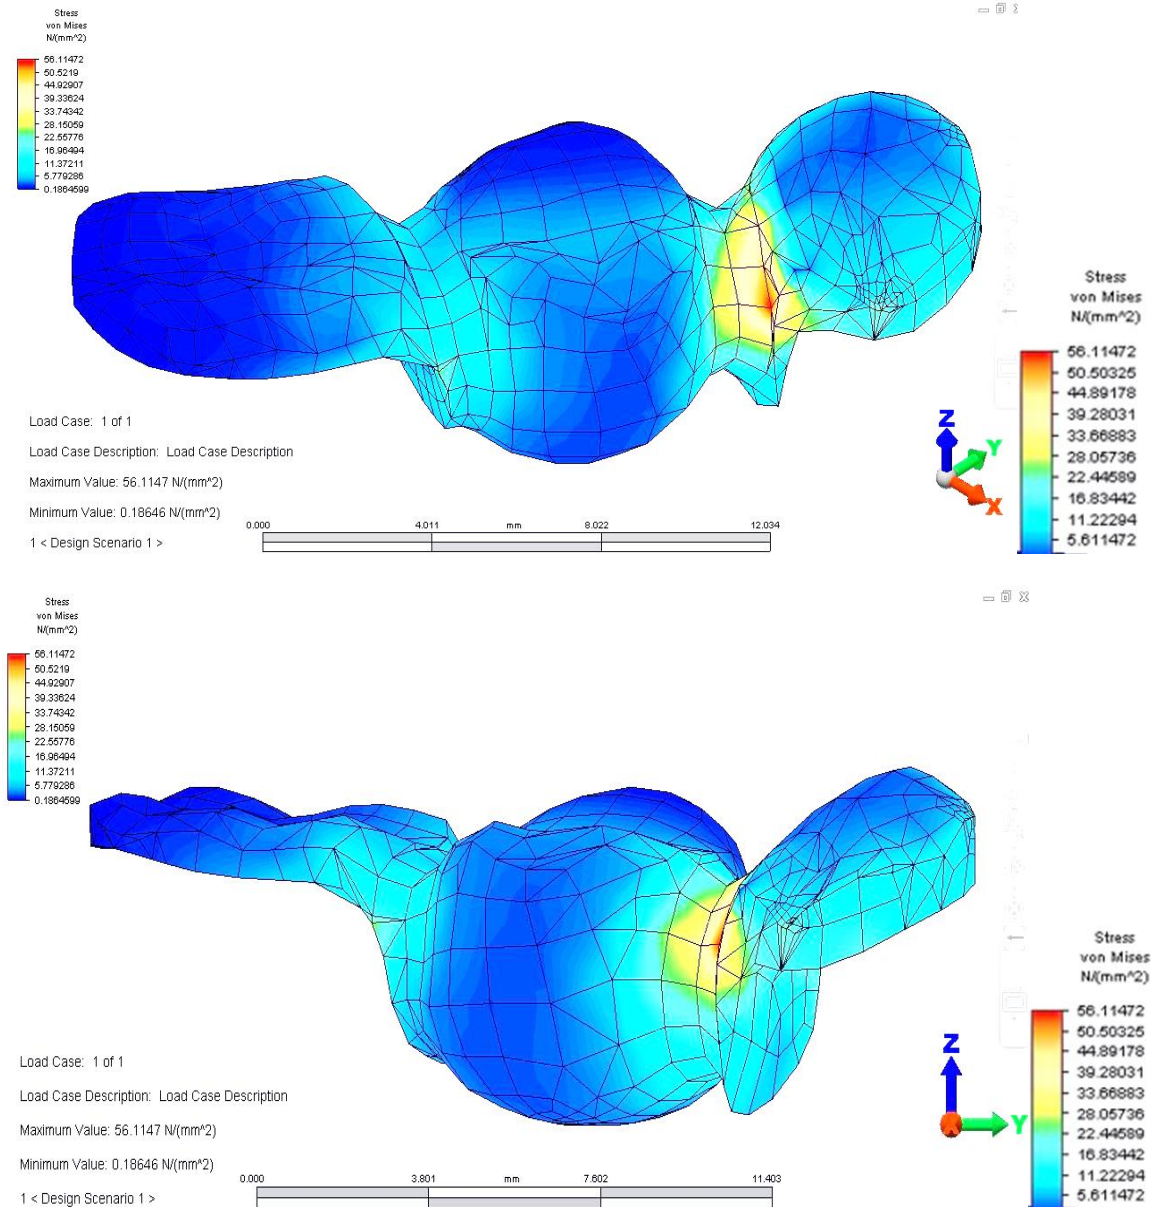 Stress
von Mises
N/(mm^2)
56.11472
50.5219
44.92907
39.33624
33.74342
28.15059
22.55776
16.96494
11.37211
5.779286
0.1864599
Stress
von Mises
N/(mm^2)
56.11472
50.50325
44.89178
39.28031
33.66883
28.05736
22.44589
16.83442
11.22294
5.611472
Z
Y
X
Load Case: 1 of 1
Load Case Description: Load Case Description
Maximum Value: 56.1147 N/(mm^2)
Minimum Value: 0.18646 N/(mm^2)
1 < Design Scenario 1 >
0.000 4.011 mm 8.022 12.034
Stress
von Mises
N/(mm^2)
56.11472
50.5219
44.92907
39.33624
33.74342
28.15059
22.55776
16.96494
11.37211
5.779286
0.1864599
Stress
von Mises
N/(mm^2)
56.11472
50.50325
44.89178
39.28031
33.66883
28.05736
22.44589
16.83442
11.22294
5.611472
Z
Y
X
Load Case: 1 of 1
Load Case Description: Load Case Description
Maximum Value: 56.1147 N/(mm^2)
Minimum Value: 0.18646 N/(mm^2)
1 < Design Scenario 1 >
0.000 3.801 mm 7.602 11.403